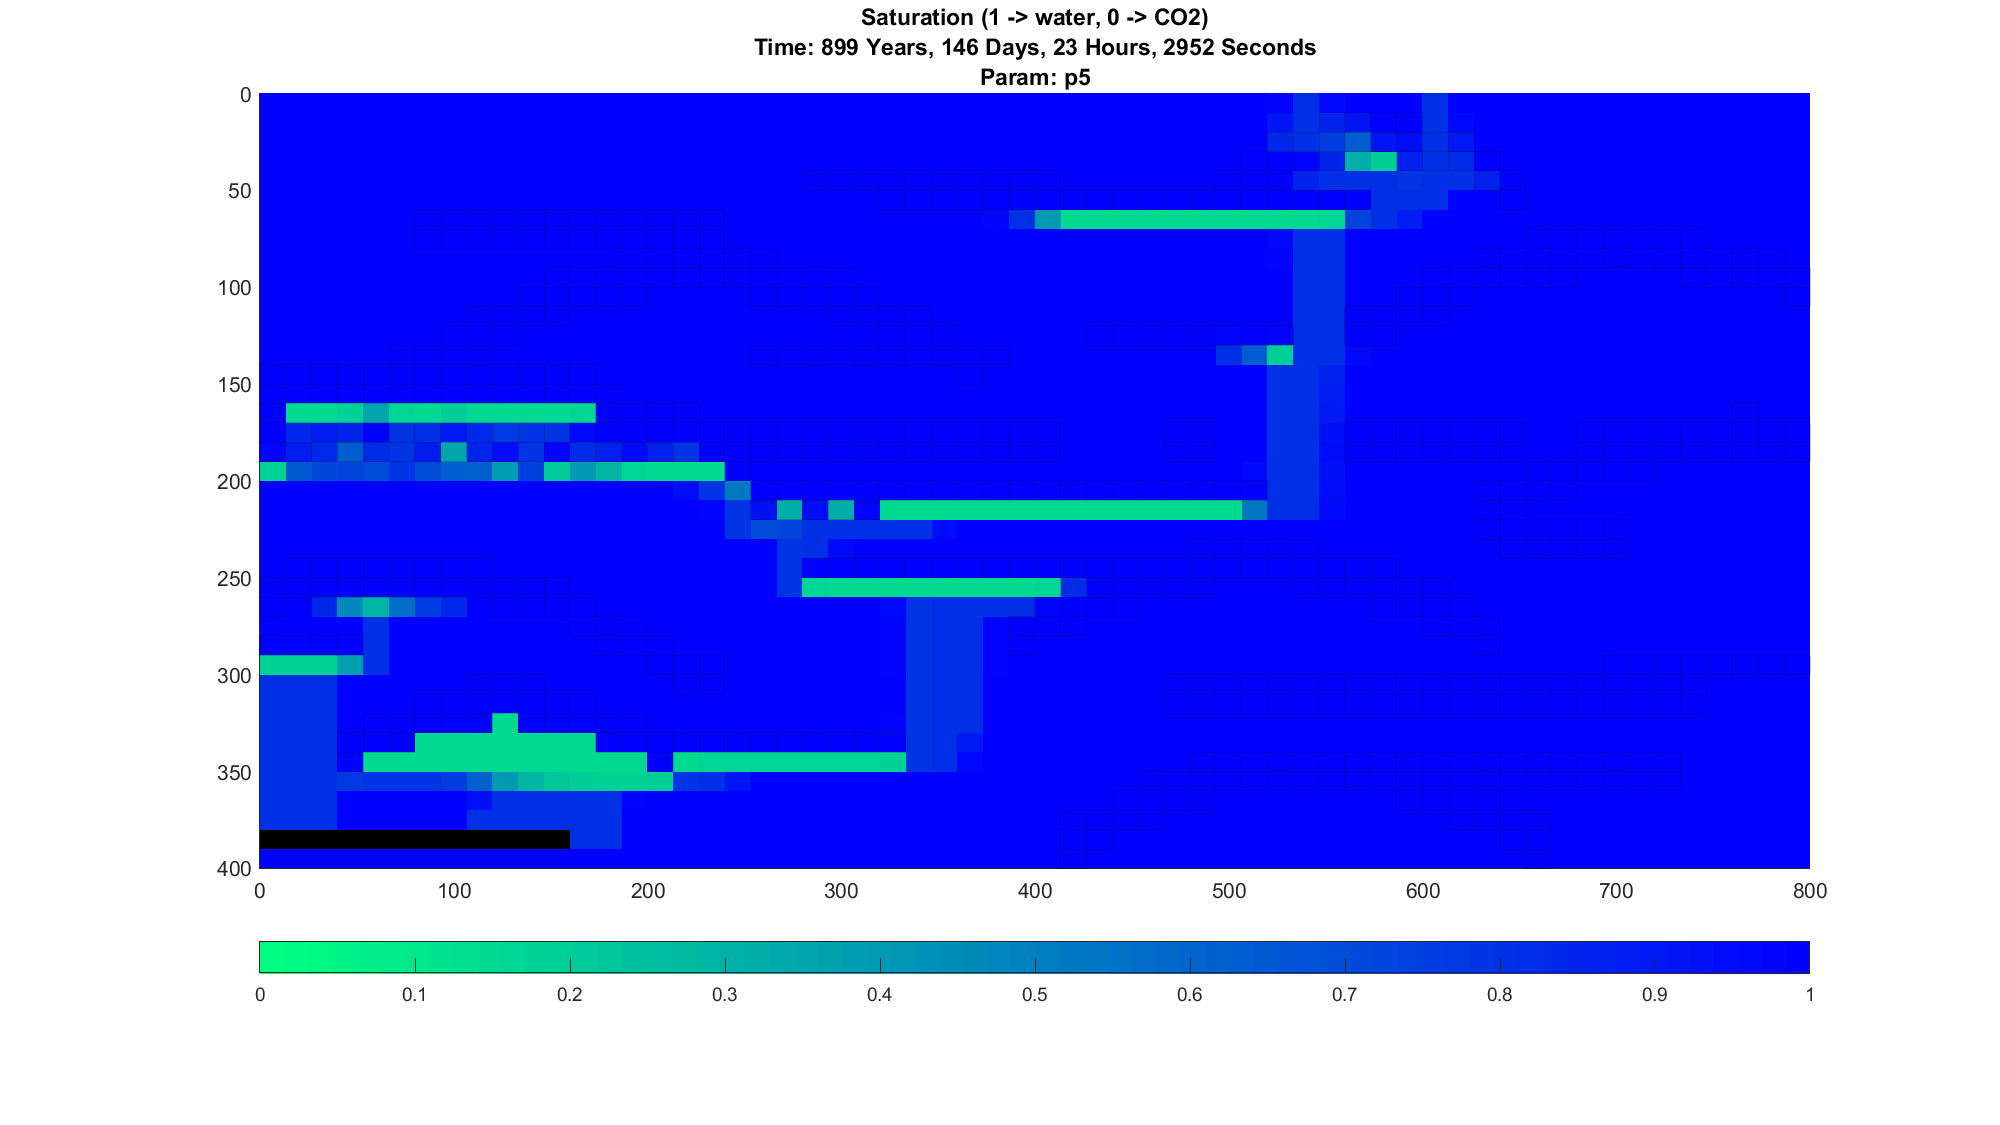 Saturation (1 -> water, 0 -> CO2)
Time: 899 Years, 146 Days, 23 Hours, 2952 Seconds
Param: p5
0
50
100
150
200
250
300
350
400
0 100 200 300 400 500 600 700 800
0 0.1 0.2 0.3 0.4 0.5 0.6 0.7 0.8 0.9 1